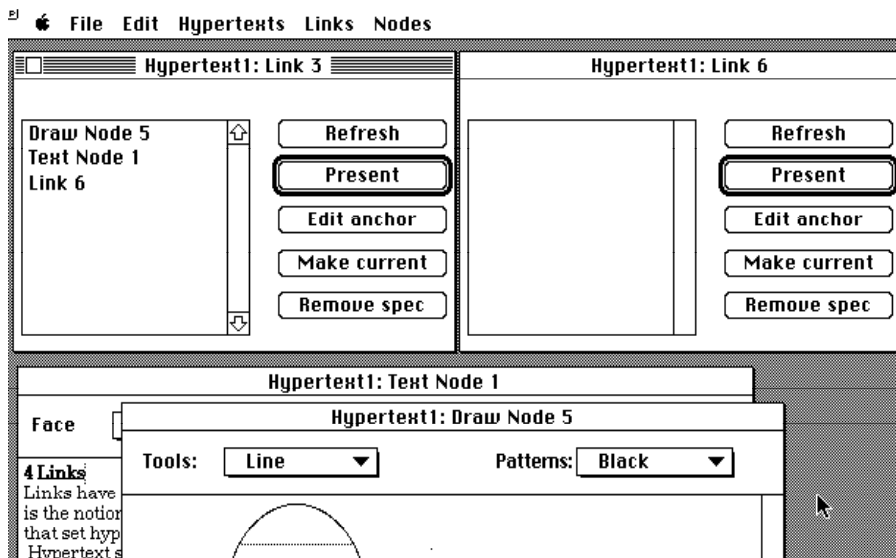 File Edit Hypertexts Links Nodes
Hypertext1: Link 3
Draw Node 5
Text Node 1
Link 6
Refresh
Present
Edit anchor
Make current
Remove spec
Hypertext1: Link 6
Refresh
Present
Edit anchor
Make current
Remove spec
Hypertext1: Text Node 1
Face
4 Links
Links have
is the notion
that set hyp
Hypertext s
Hypertext1: Draw Node 5
Tools: Line Patterns: Black